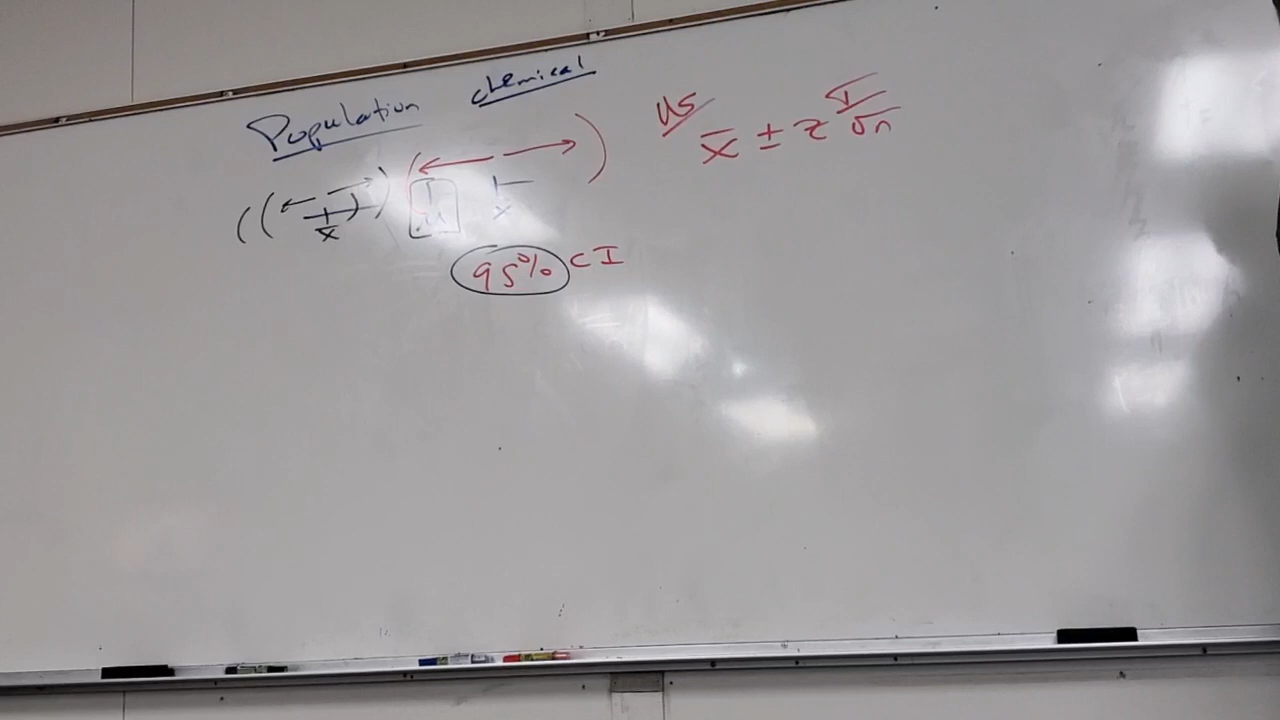 Population chemical
( ( ← x̄ → ) ) ( ← → ) us x̄ ± z σ/√n
μ x̄
95% CI